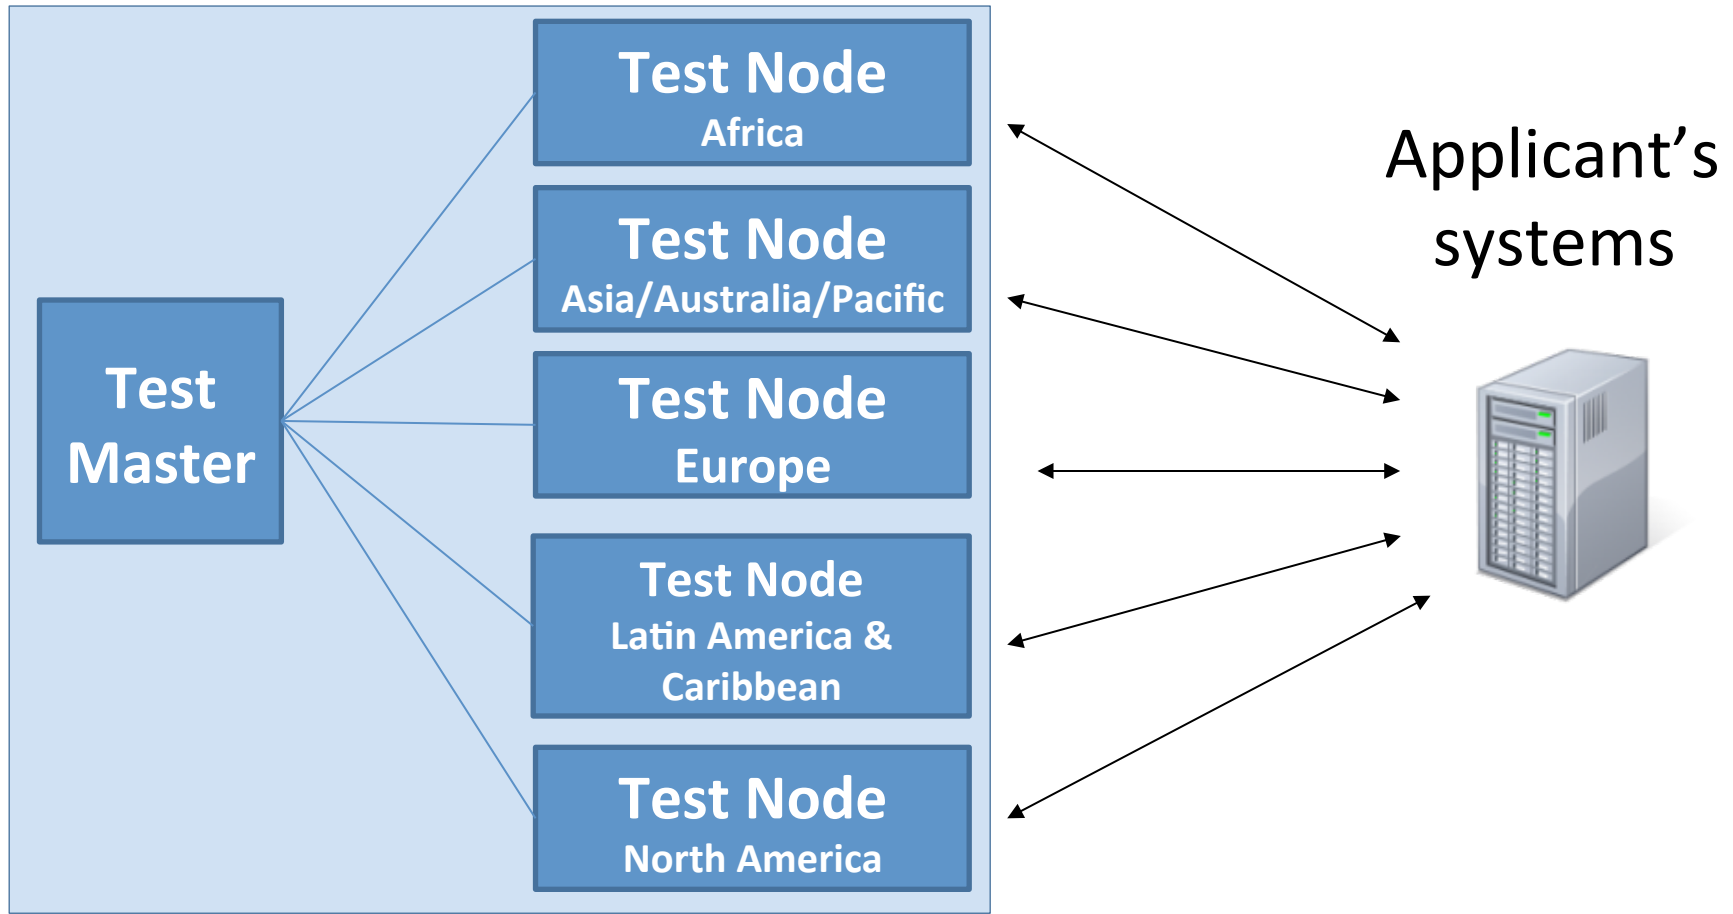 Test
Master
Test Node
Africa
Test Node
Asia/Australia/Pacific
Test Node
Europe
Test Node
Latin America &
Caribbean
Test Node
North America
Applicant’s
systems